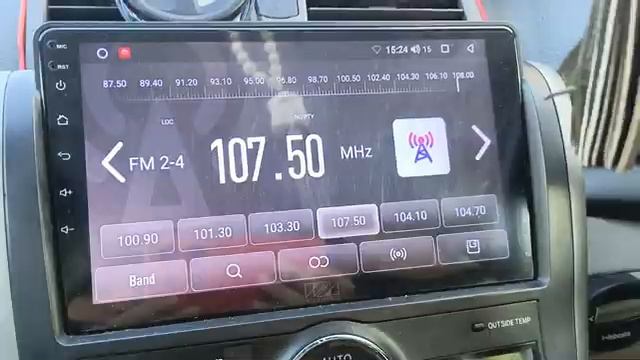 MIC
RST
15:24 15
87.50 89.40 91.20 93.10 95.00 96.80 98.70 100.50 102.40 104.30 106.10 108.00
LOC NOPTY
FM 2-4 107.50 MHz
100.90 101.30 103.30 107.50 104.10 104.70
Band
OUTSIDE TEMP
AUTO